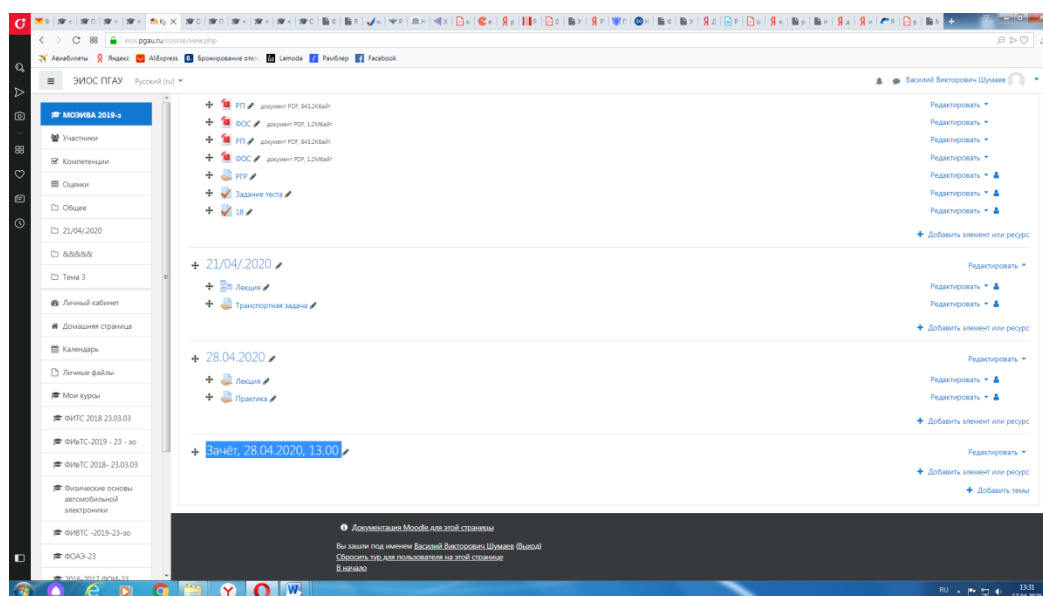 eios.pgau.ru/course/view.php
Авиабилеты Яндекс AliExpress Бронирование отел Lamoda Рамблер Facebook
ЭИОС ПГАУ Русский (ru)
Василий Викторович Шумаев
МОЭИВА 2019-з
Участники
Компетенции
Оценки
Общее
21/04/.2020
&&&&&
Тема 3
Личный кабинет
Домашняя страница
Календарь
Личные файлы
Мои курсы
ФИТС 2018 23.03.03
ФИвТС-2019 - 23 - зо
ФИвТС 2018- 23.03.03
Физические основы
автомобильной
электроники
ФИВТС -2019-23-зо
ФОАЭ-23
2016-2017 ФОИ-23
РП документ PDF, 843.2Кбайт Редактировать
ФОС документ PDF, 1.2Мбайт Редактировать
РП документ PDF, 843.2Кбайт Редактировать
ФОС документ PDF, 1.2Мбайт Редактировать
РГР Редактировать
Задание теста Редактировать
18 Редактировать
Добавить элемент или ресурс
21/04/.2020 Редактировать
Лекция Редактировать
Транспортная задача Редактировать
Добавить элемент или ресурс
28.04.2020 Редактировать
Лекция Редактировать
Практика Редактировать
Добавить элемент или ресурс
Зачёт, 28.04.2020, 13.00 Редактировать
Добавить элемент или ресурс
Добавить темы
Документация Moodle для этой страницы
Вы зашли под именем Василий Викторович Шумаев (Выход)
Сбросить тур для пользователя на этой странице
В начало
RU 13:31
17.04.2020